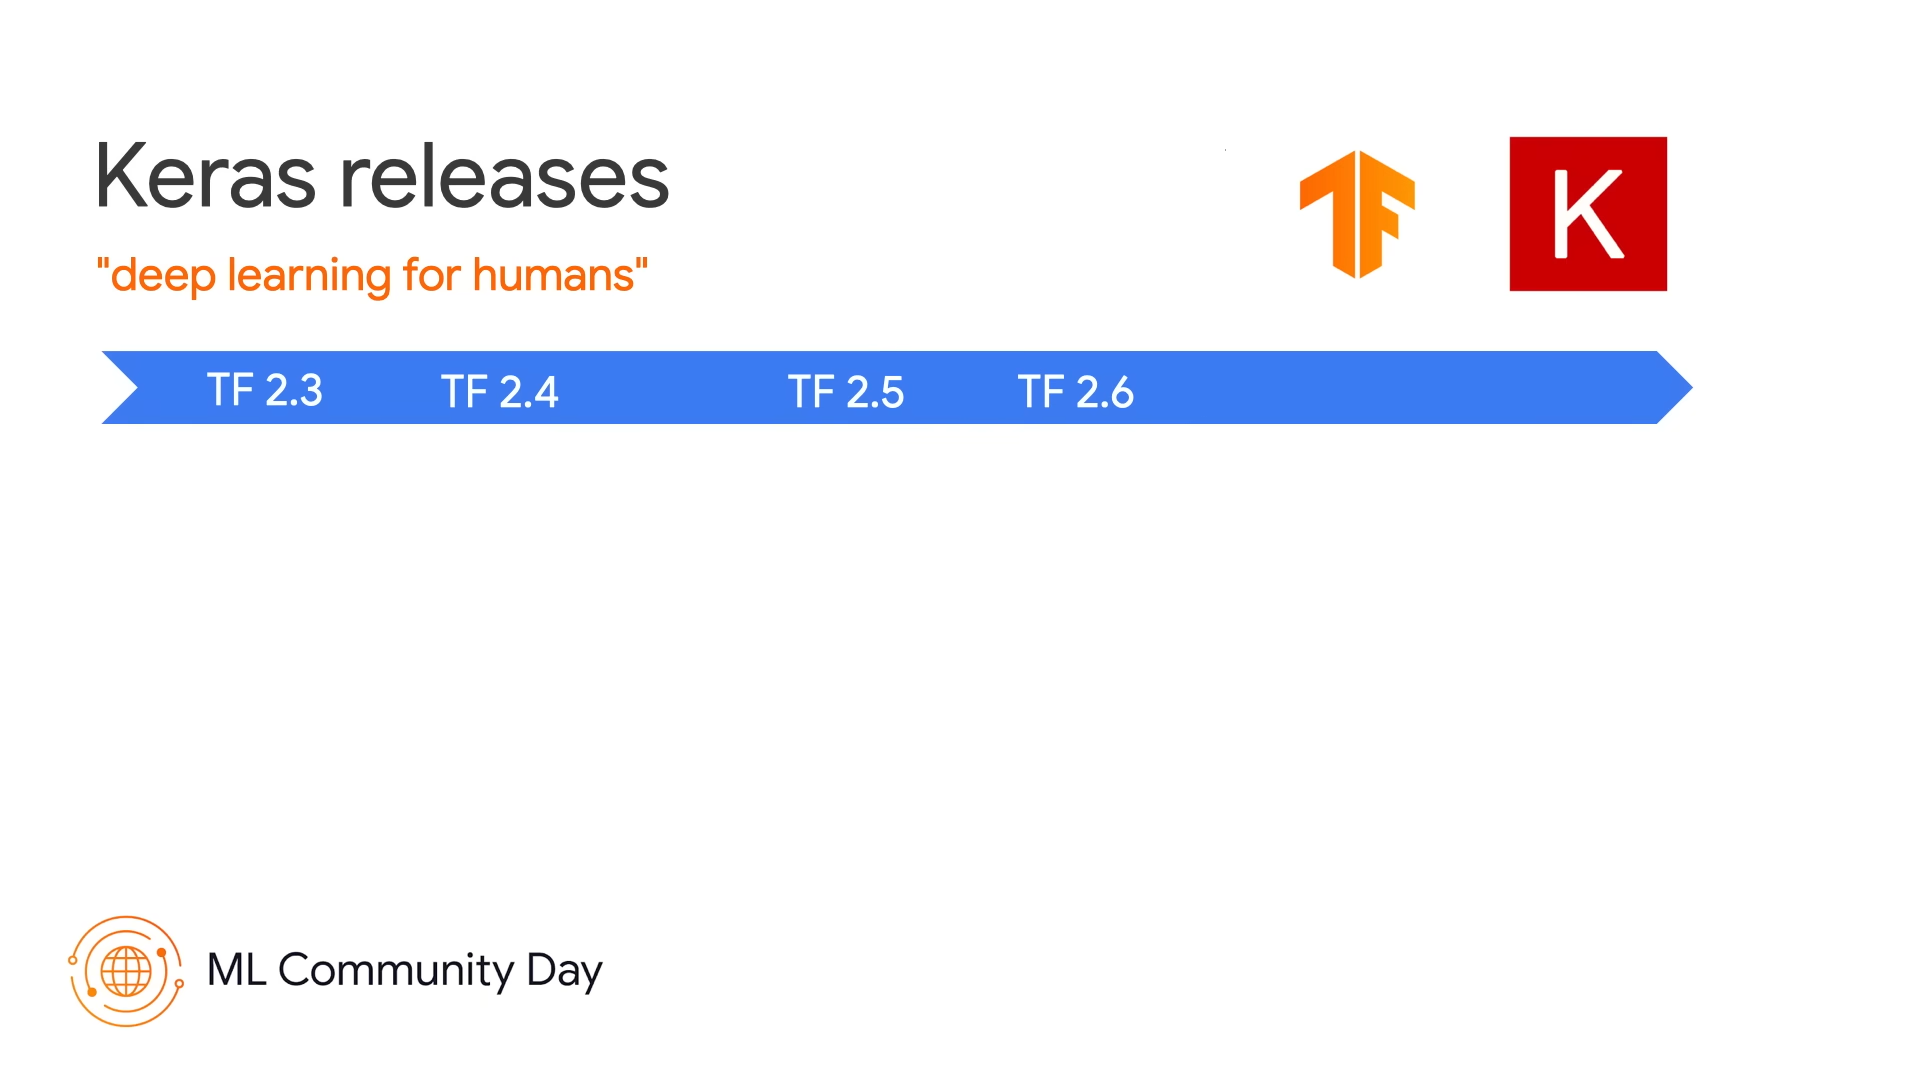 Keras releases
"deep learning for humans"
TF 2.3 TF 2.4 TF 2.5 TF 2.6
TF
K
ML Community Day